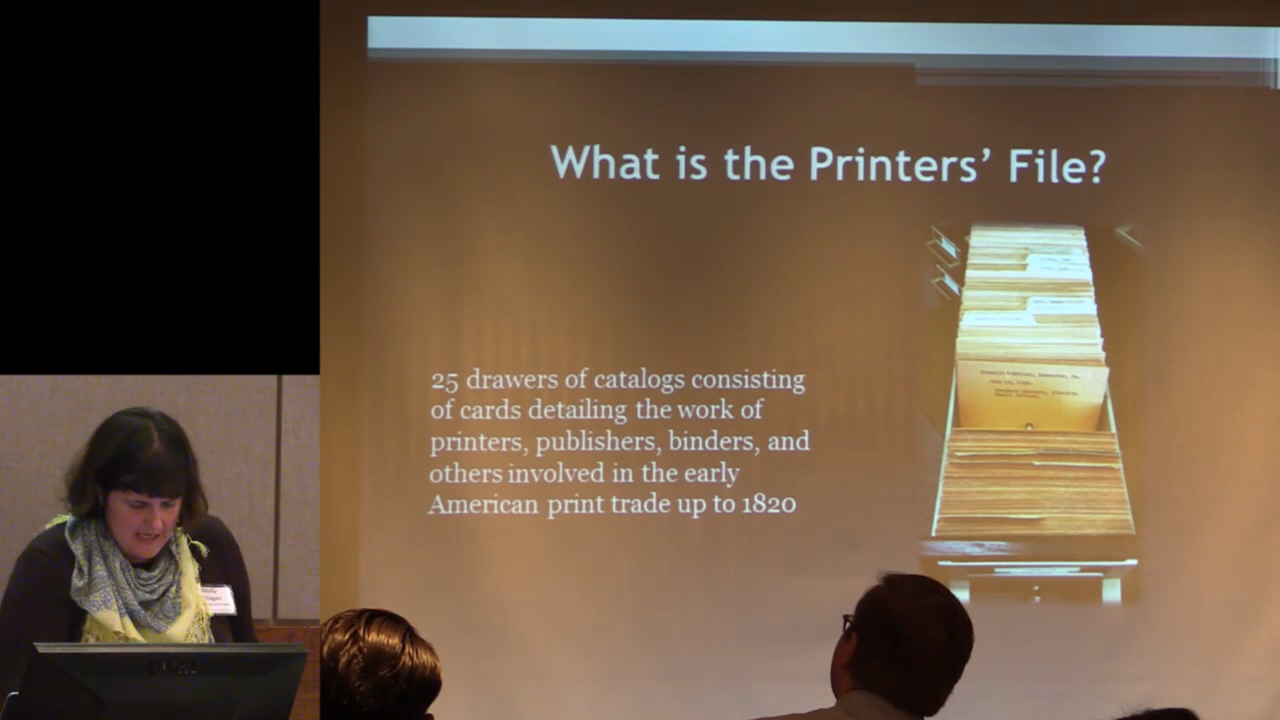 What is the Printers' File?
25 drawers of catalogs consisting
of cards detailing the work of
printers, publishers, binders, and
others involved in the early
American print trade up to 1820
Molly